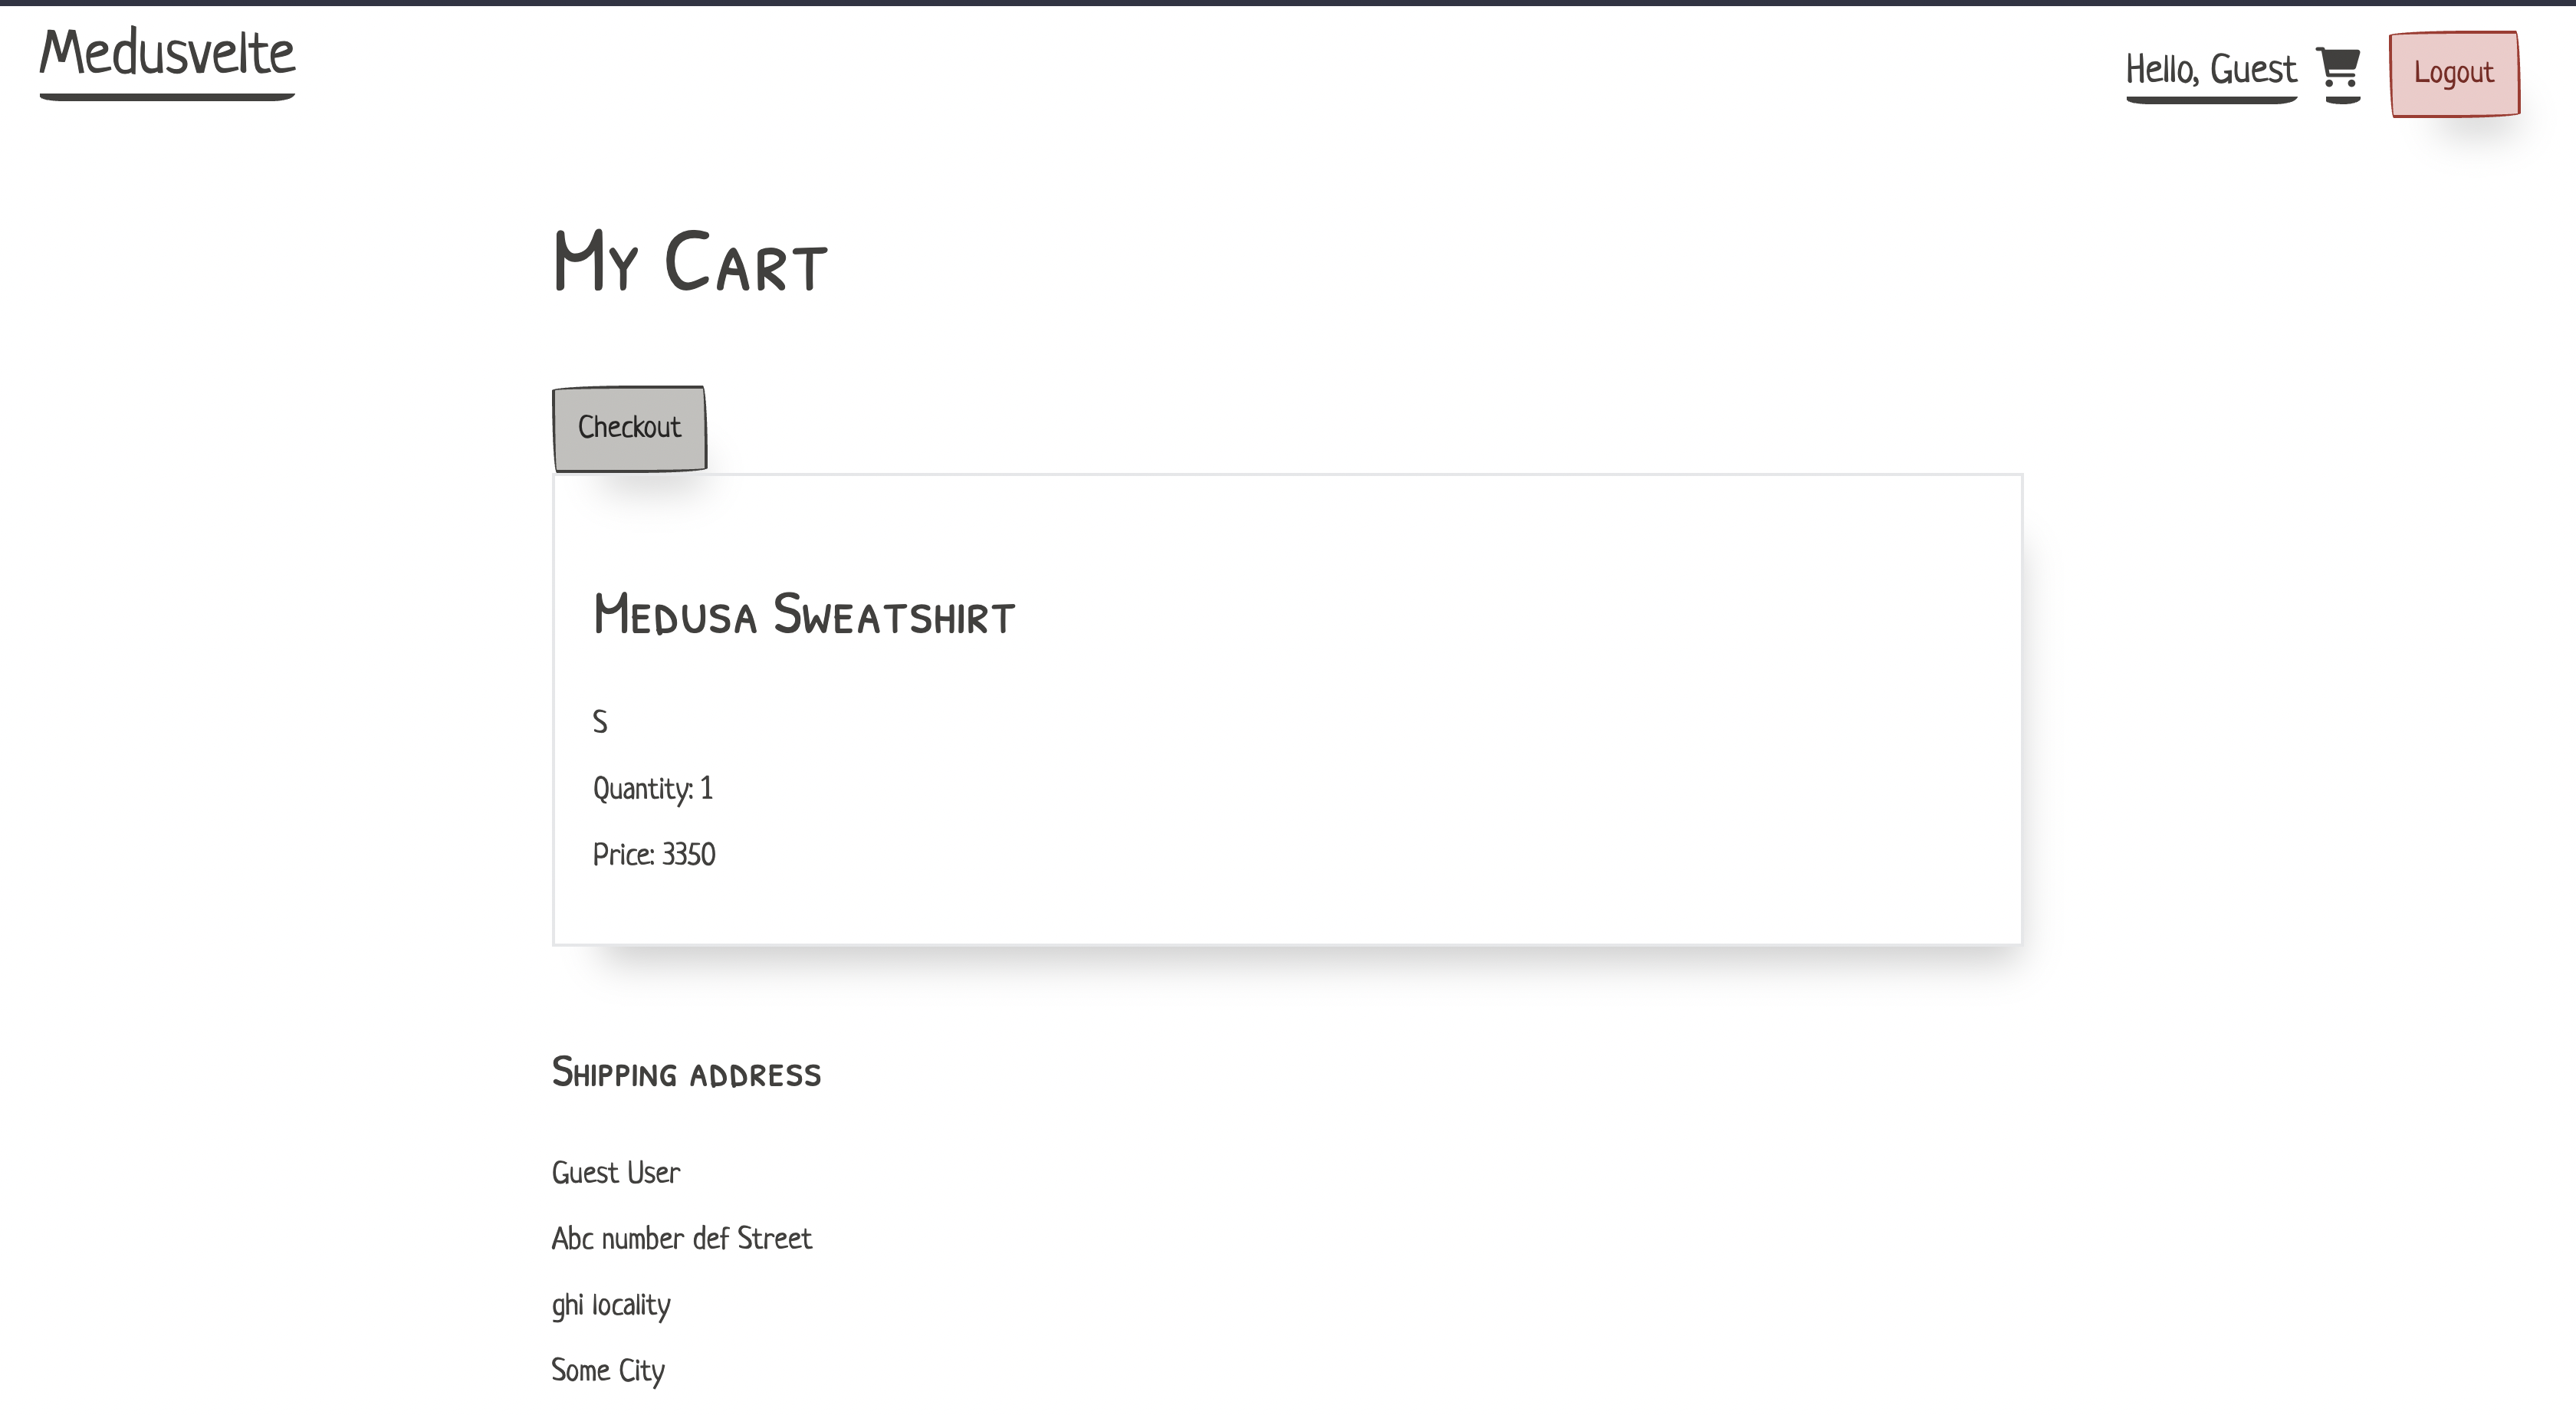 Medusvelte
Hello, Guest
Logout
My Cart
Checkout
Medusa Sweatshirt
S
Quantity: 1
Price: 3350
Shipping address
Guest User
Abc number def Street
ghi locality
Some City